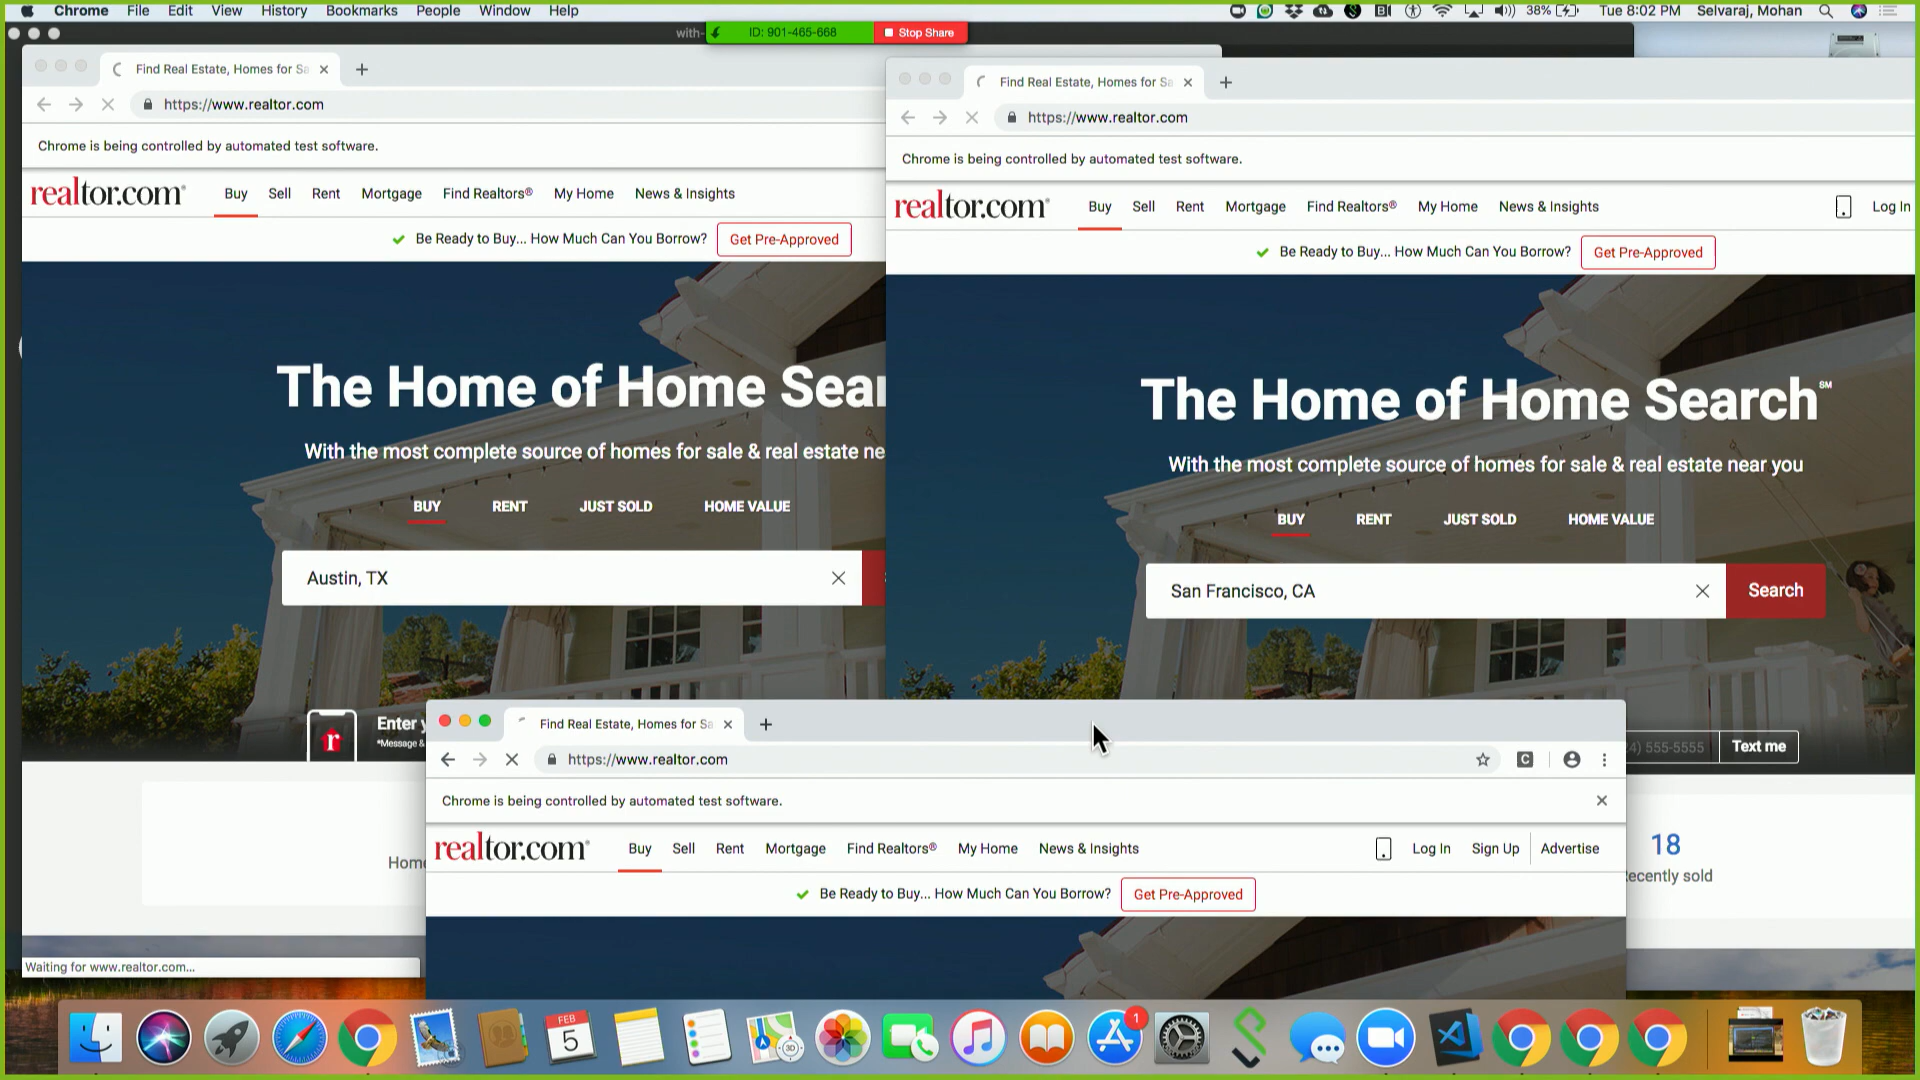 Chrome File Edit View History Bookmarks People Window Help
38% Tue 8:02 PM Selvaraj, Mohan
with- ID: 901-465-668 Stop Share
Find Real Estate, Homes for Sa
https://www.realtor.com
Chrome is being controlled by automated test software.
realtor.com Buy Sell Rent Mortgage Find Realtors® My Home News & Insights
Be Ready to Buy... How Much Can You Borrow? Get Pre-Approved
The Home of Home Sear
With the most complete source of homes for sale & real estate ne
BUY RENT JUST SOLD HOME VALUE
Austin, TX
Enter y
*Message &
r
Home
Waiting for www.realtor.com...
Find Real Estate, Homes for Sa
https://www.realtor.com
Chrome is being controlled by automated test software.
realtor.com Buy Sell Rent Mortgage Find Realtors® My Home News & Insights Log In
Be Ready to Buy... How Much Can You Borrow? Get Pre-Approved
The Home of Home Search℠
With the most complete source of homes for sale & real estate near you
BUY RENT JUST SOLD HOME VALUE
San Francisco, CA Search
4) 555-5555 Text me
18
ecently sold
Find Real Estate, Homes for Sa
https://www.realtor.com
C
Chrome is being controlled by automated test software.
realtor.com Buy Sell Rent Mortgage Find Realtors® My Home News & Insights Log In Sign Up Advertise
Be Ready to Buy... How Much Can You Borrow? Get Pre-Approved
FEB
5
3D
1